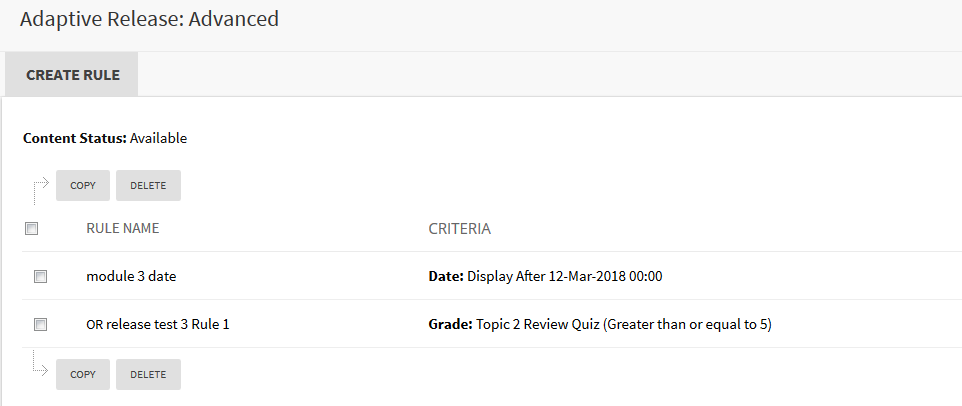 Adaptive Release: Advanced
CREATE RULE
Content Status: Available
COPY DELETE
RULE NAME CRITERIA
module 3 date Date: Display After 12-Mar-2018 00:00
OR release test 3 Rule 1 Grade: Topic 2 Review Quiz (Greater than or equal to 5)
COPY DELETE